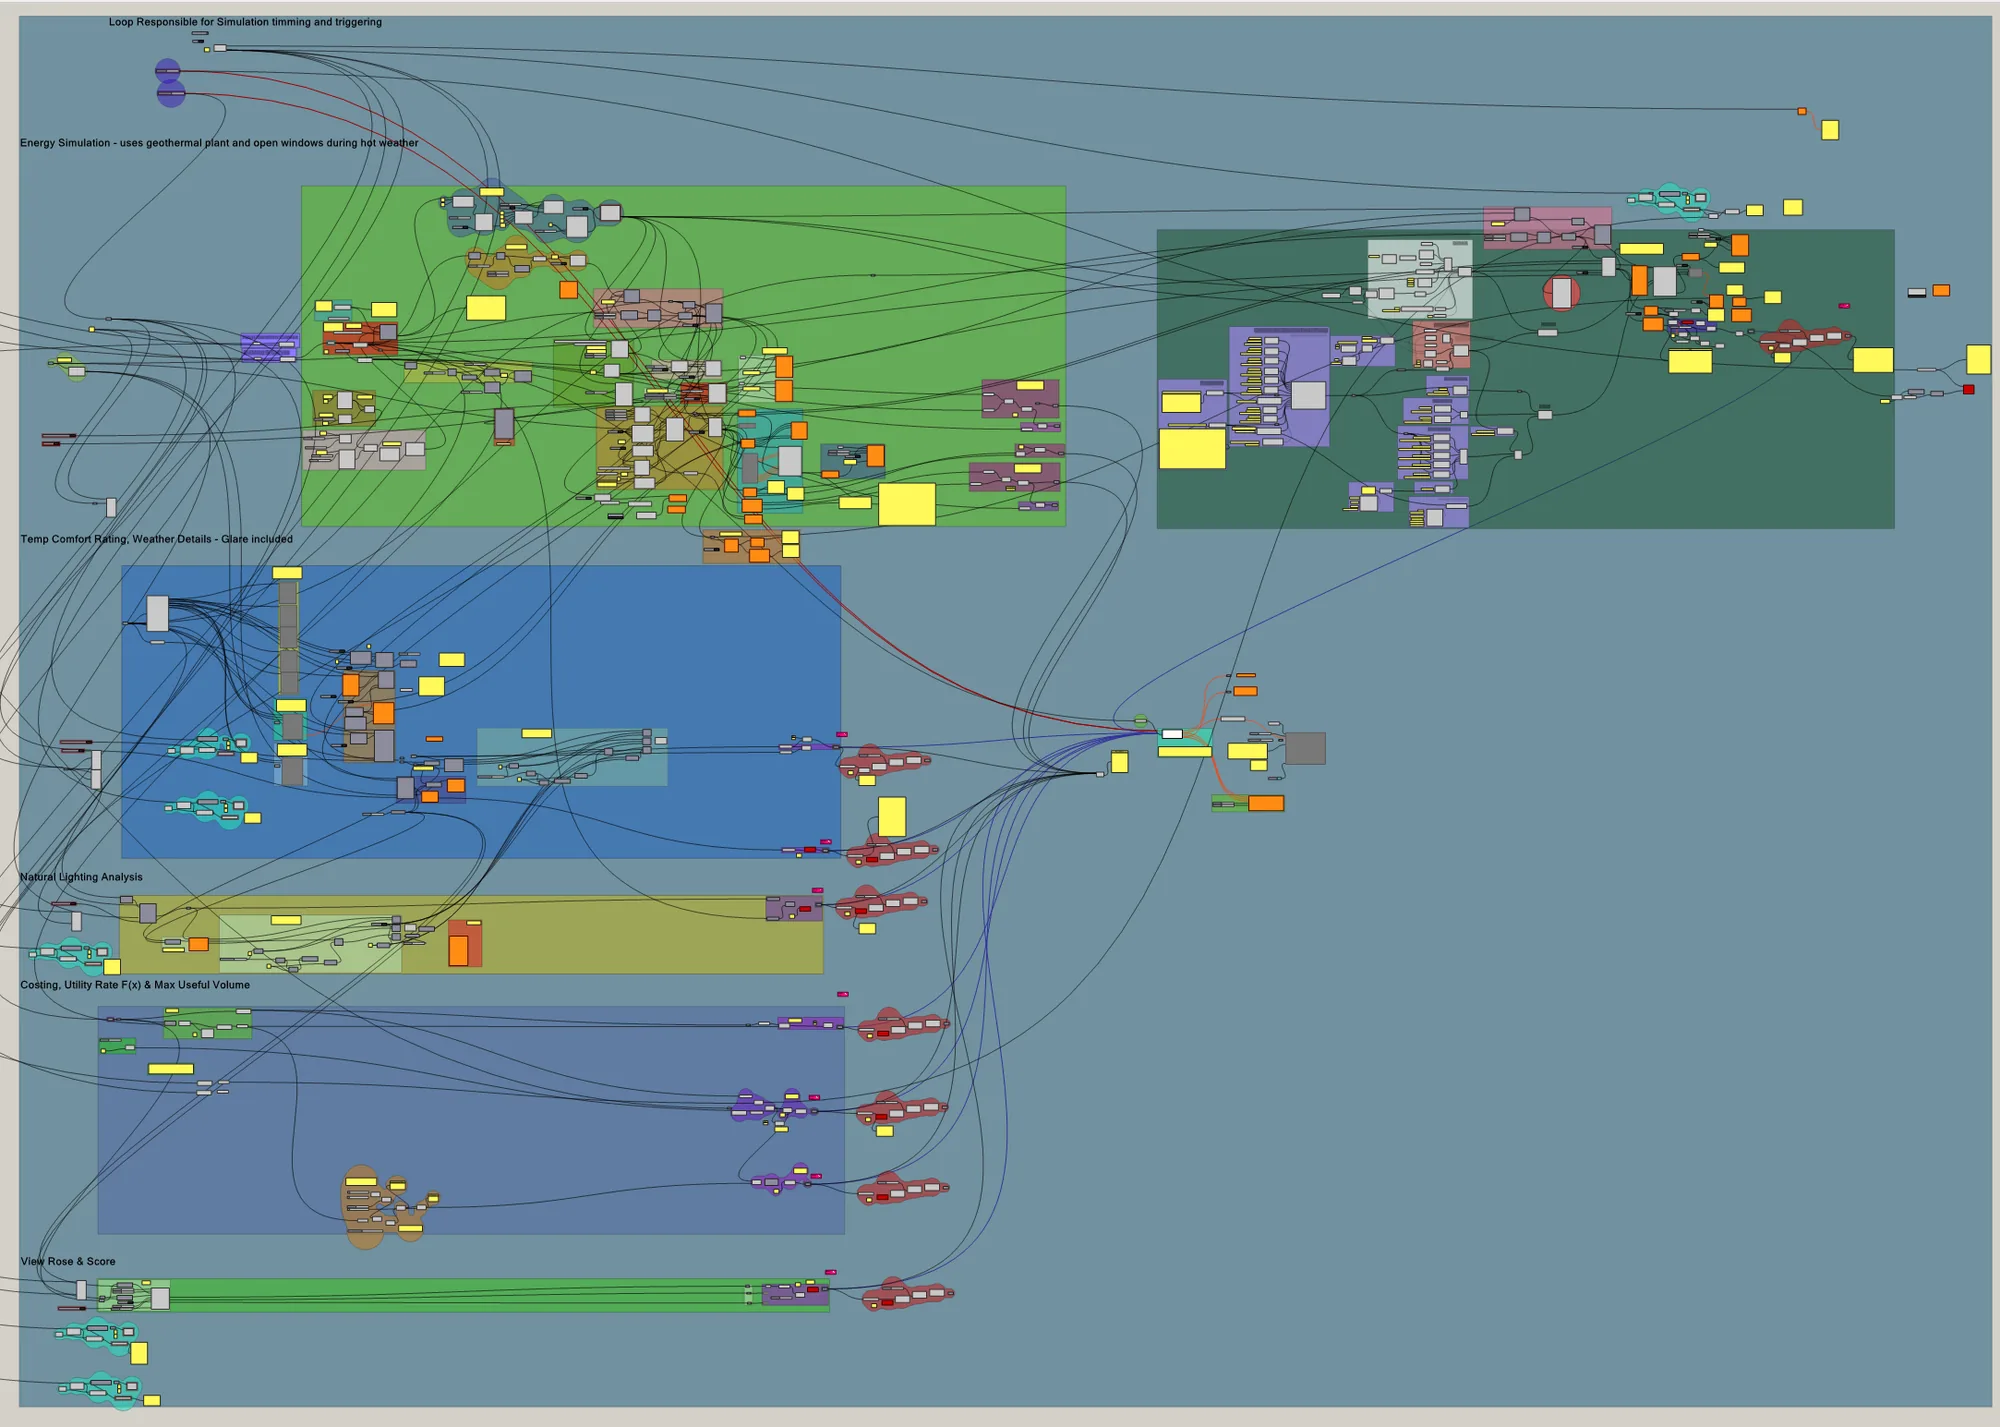 Loop Responsible for Simulation timming and triggering
Energy Simulation - uses geothermal plant and open windows during hot weather
Temp Comfort Rating, Weather Details - Glare included
Natural Lighting Analysis
Costing, Utility Rate F(x) & Max Useful Volume
View Rose & Score